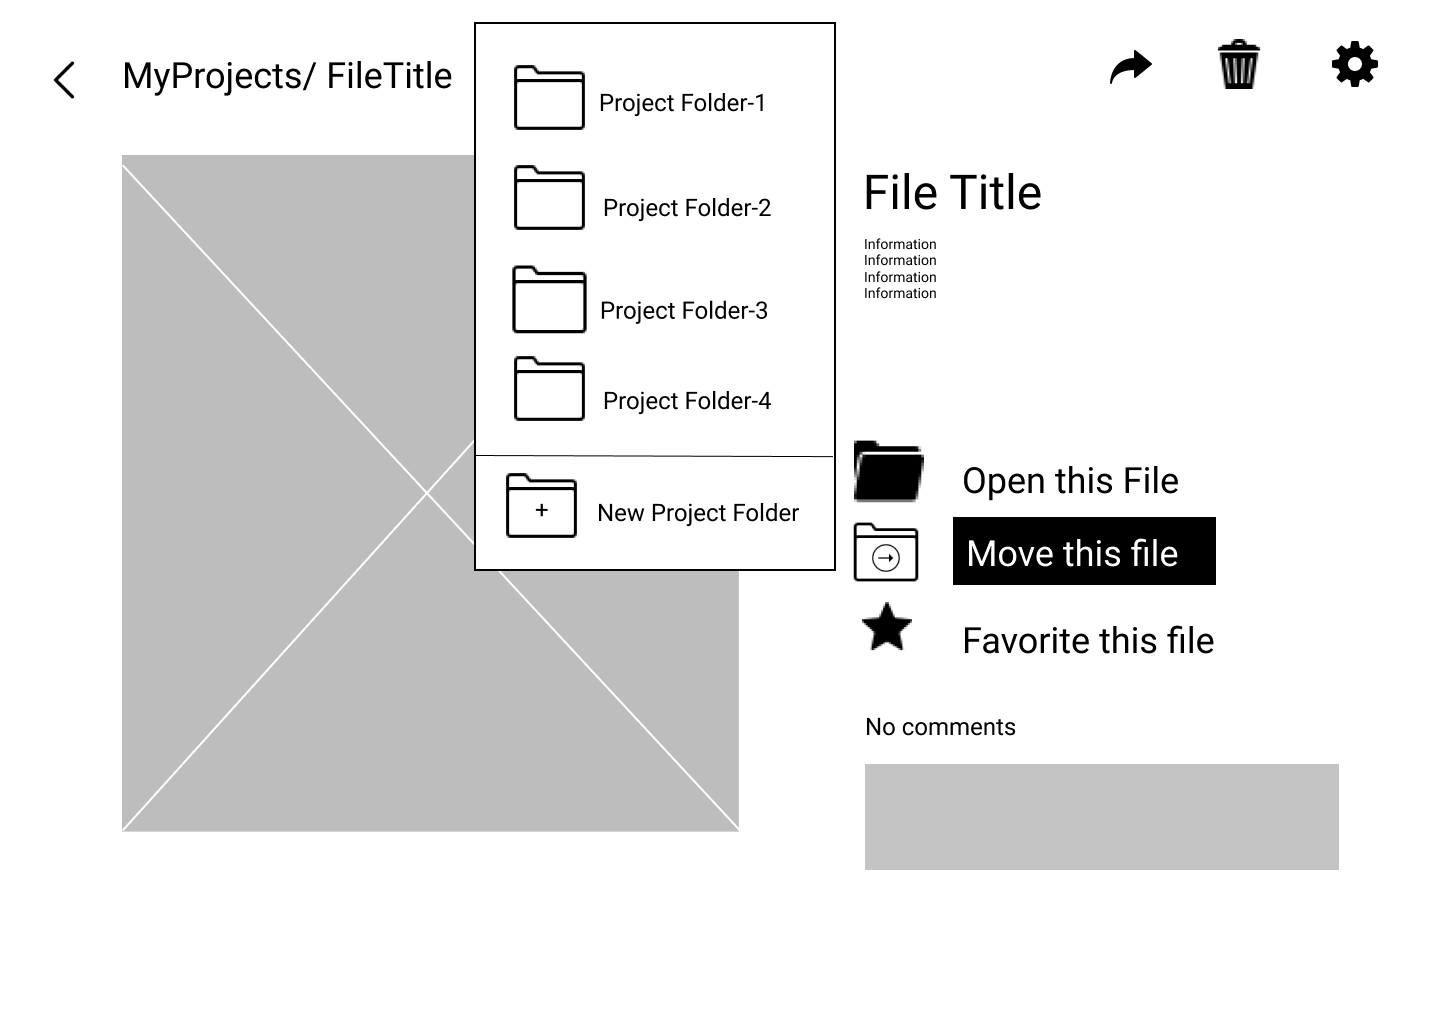 MyProjects/ FileTitle
Project Folder-1
Project Folder-2
Project Folder-3
Project Folder-4
+ New Project Folder
File Title
Information
Information
Information
Information
Open this File
Move this file
Favorite this file
No comments